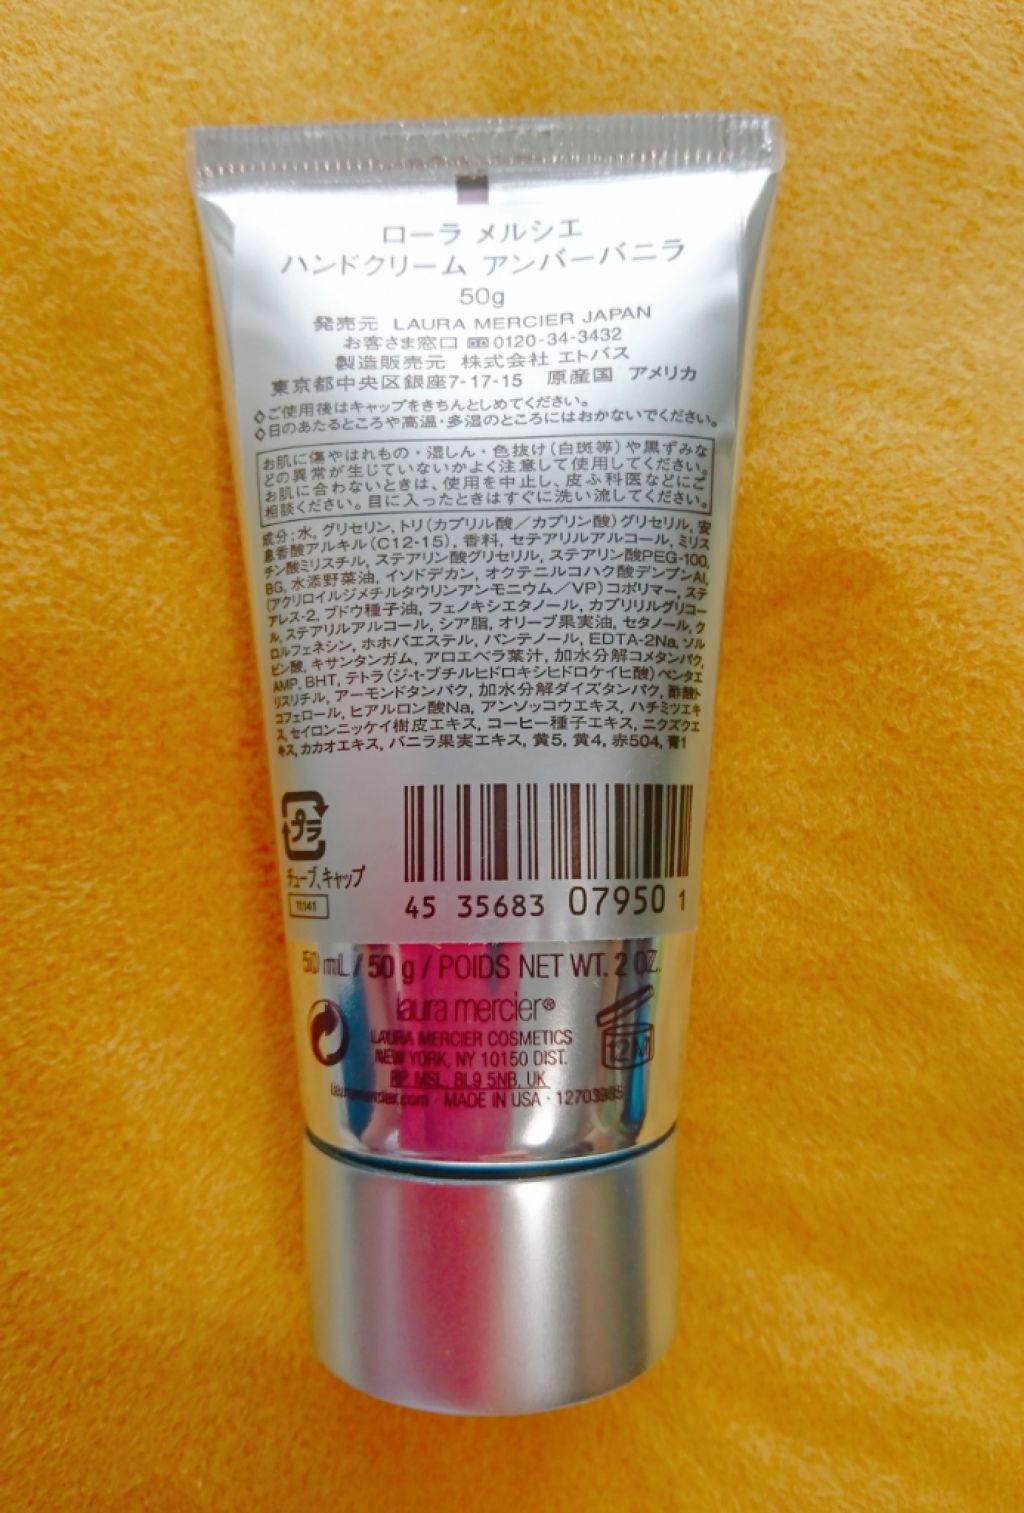 ローラ メルシエ
ハンドクリーム アンバーバニラ
50g
発売元 LAURA MERCIER JAPAN
お客さま窓口 0120-34-3432
製造販売元 株式会社 エトバス
東京都中央区銀座7-17-15 原産国 アメリカ
◇ご使用後はキャップをきちんとしめてください。
◇日のあたるところや高温・多湿のところにはおかないでください。
お肌に傷やはれもの・湿しん・色抜け(白斑等)や黒ずみな
どの異常が生じていないかよく注意して使用してください。
お肌に合わないときは、使用を中止し、皮ふ科医などにご
相談ください。目に入ったときはすぐに洗い流してください。
成分;水, グリセリン, トリ(カプリル酸/カプリン酸)グリセリル, 安
息香酸アルキル(C12-15), 香料, セテアリルアルコール, ミリス
チン酸ミリスチル, ステアリン酸グリセリル, ステアリン酸PEG-100,
BG, 水添野菜油, イソドデカン, オクテニルコハク酸デンプンAl,
(アクリロイルジメチルタウリンアンモニウム/VP)コポリマー, ステ
アレス-2, ブドウ種子油, フェノキシエタノール, カプリリルグリコー
ル, ステアリルアルコール, シア脂, オリーブ果実油, セタノール, ク
ロルフェネシン, ホホバエステル, パンテノール, EDTA-2Na, ソル
ビン酸, キサンタンガム, アロエベラ葉汁, 加水分解コメタンパク,
AMP, BHT, テトラ(ジ-t-ブチルヒドロキシヒドロケイヒ酸)ペンタエ
リスリチル, アーモンドタンパク, 加水分解ダイズタンパク, 酢酸ト
コフェロール, ヒアルロン酸Na, アンソッコウエキス, ハチミツエキ
ス, セイロンニッケイ樹皮エキス, コーヒー種子エキス, ニクズクエ
キス, カカオエキス, バニラ果実エキス, 黄5, 黄4, 赤504, 青1
プラ
チューブ、キャップ
11141
45 35683 07950 1
50 mL / 50 g / POIDS NET WT. 2 OZ.
laura mercier®
LAURA MERCIER COSMETICS
NEW YORK, NY 10150 DIST.
RP. MSL, BL9 5NB, UK
lauramercier.com · MADE IN USA · 12703985
12M